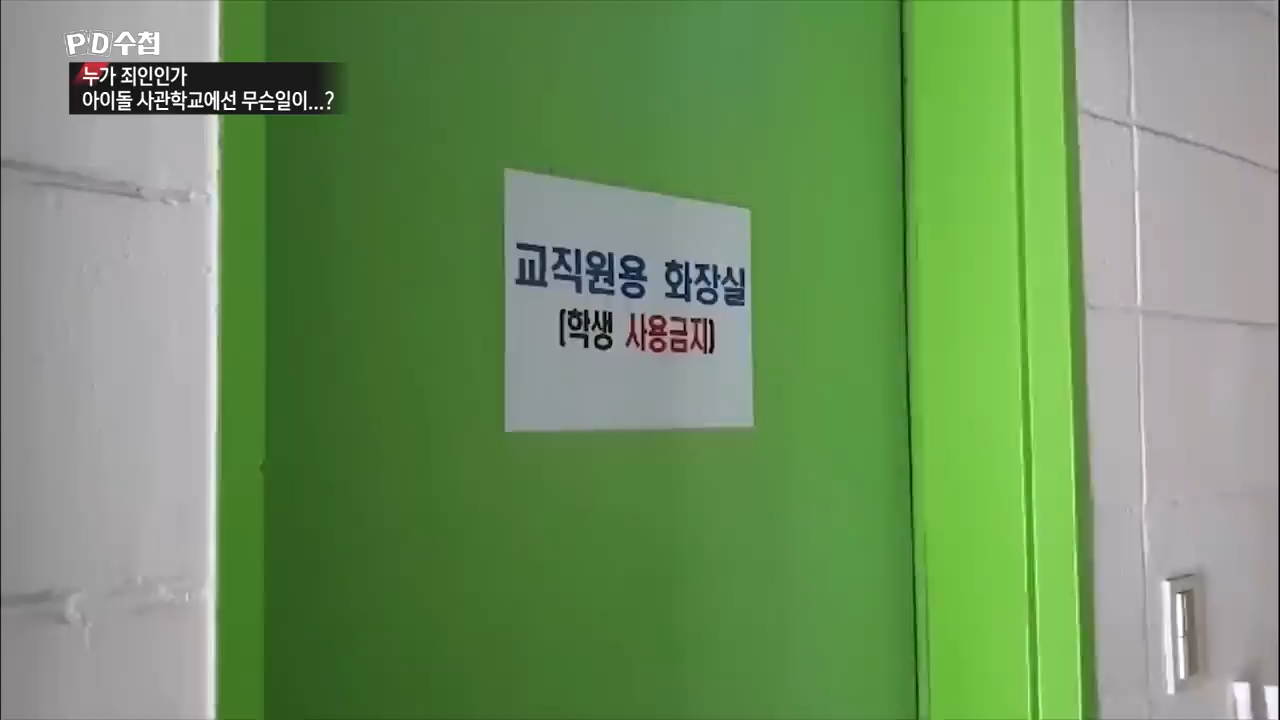 PD수첩
누가 죄인인가
아이돌 사관학교에선 무슨일이...?
교직원용 화장실
(학생 사용금지)